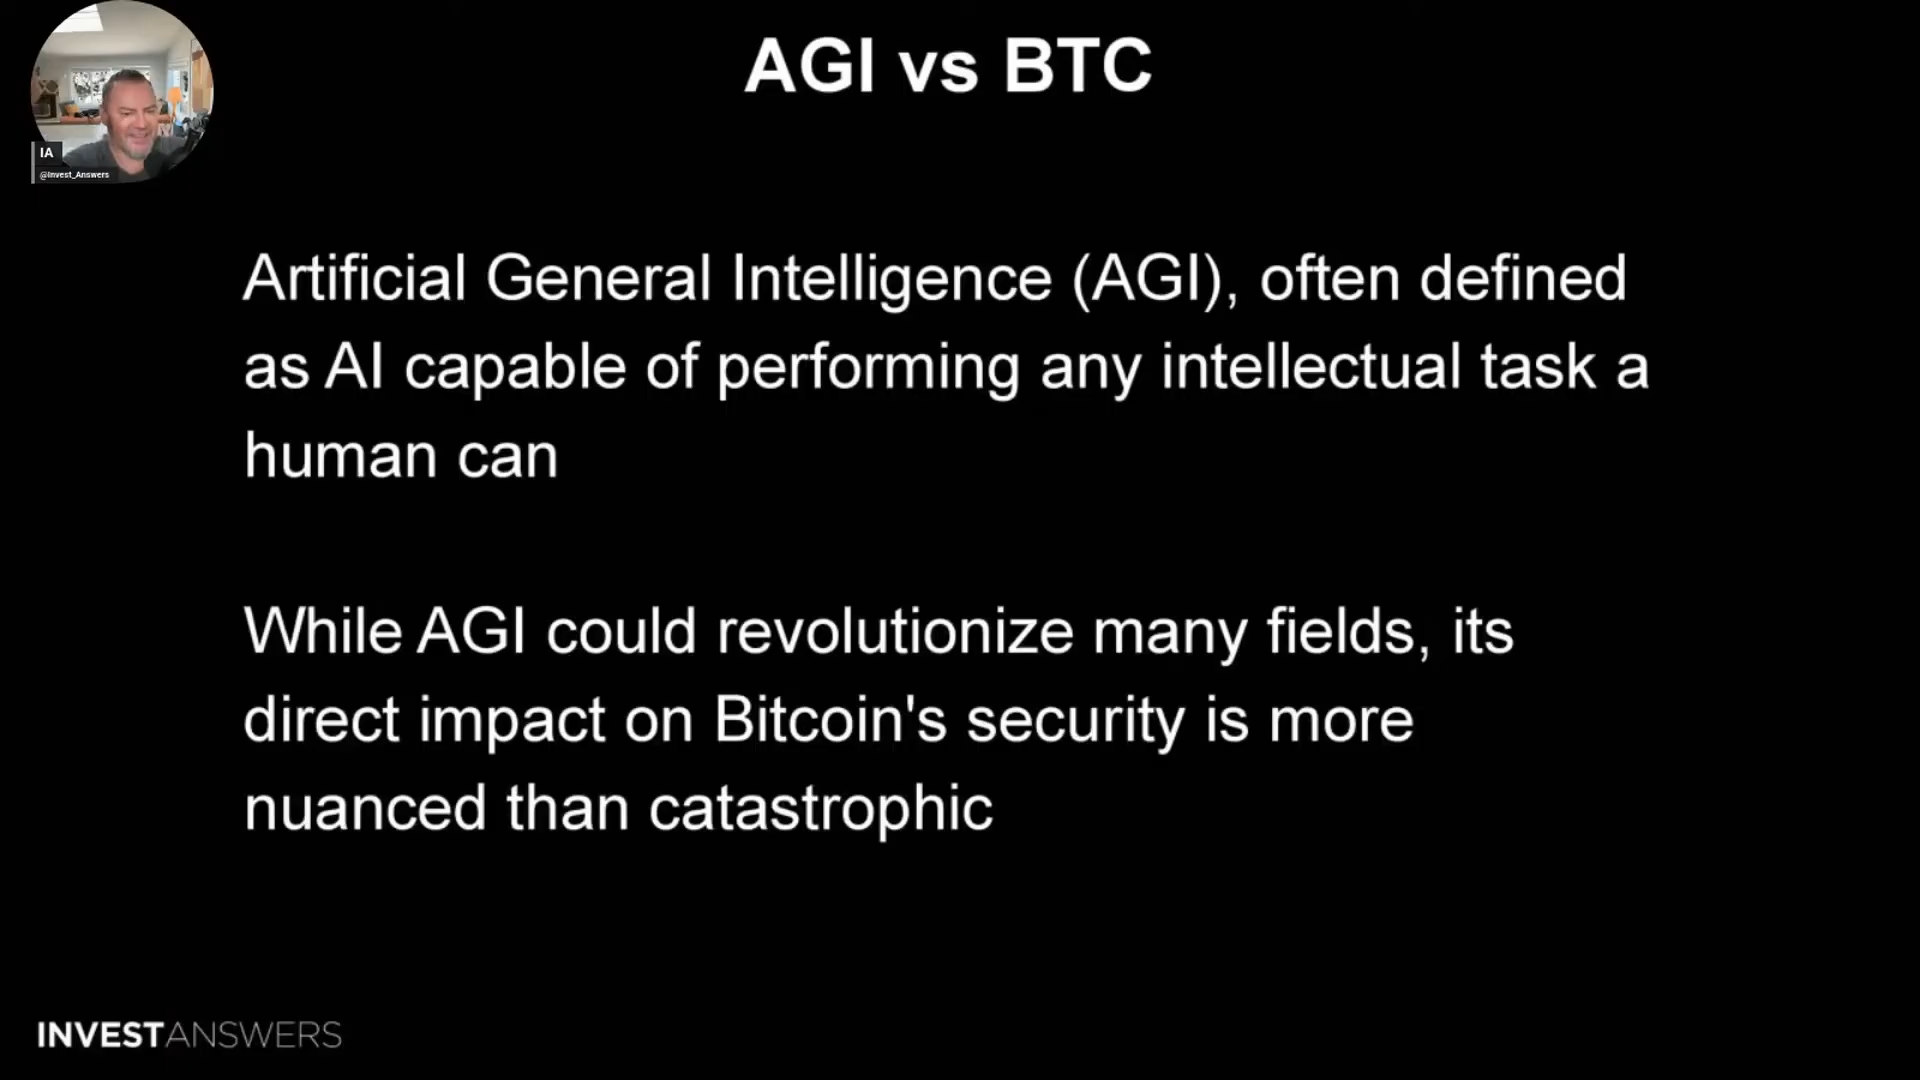 AGI vs BTC
IA
@Invest_Answers
Artificial General Intelligence (AGI), often defined
as AI capable of performing any intellectual task a
human can
While AGI could revolutionize many fields, its
direct impact on Bitcoin's security is more
nuanced than catastrophic
INVESTANSWERS